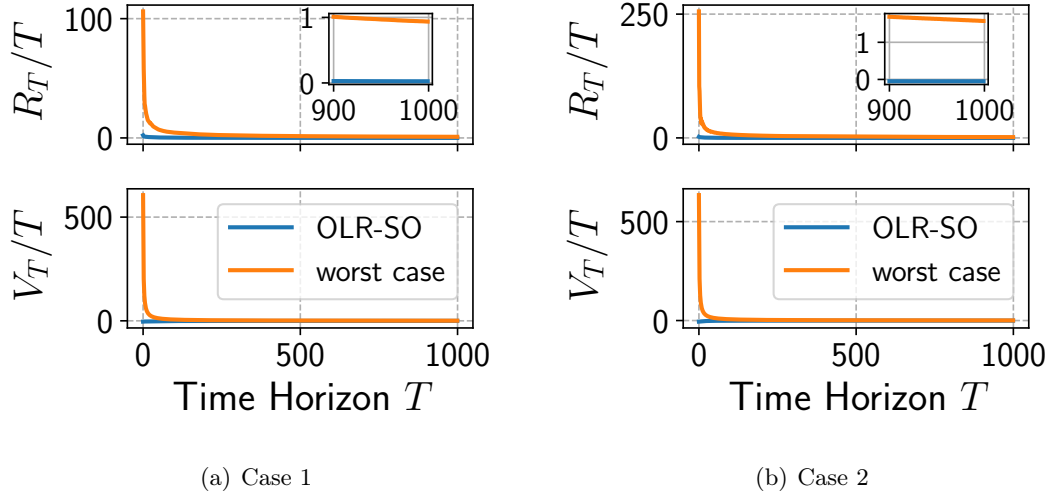 100
0
R_T/T
1
0
900 1000
250
0
R_T/T
1
0
900 1000
500
0
V_T/T
OLR-SO
worst case
0 500 1000
Time Horizon T
500
0
V_T/T
OLR-SO
worst case
0 500 1000
Time Horizon T
(a) Case 1
(b) Case 2